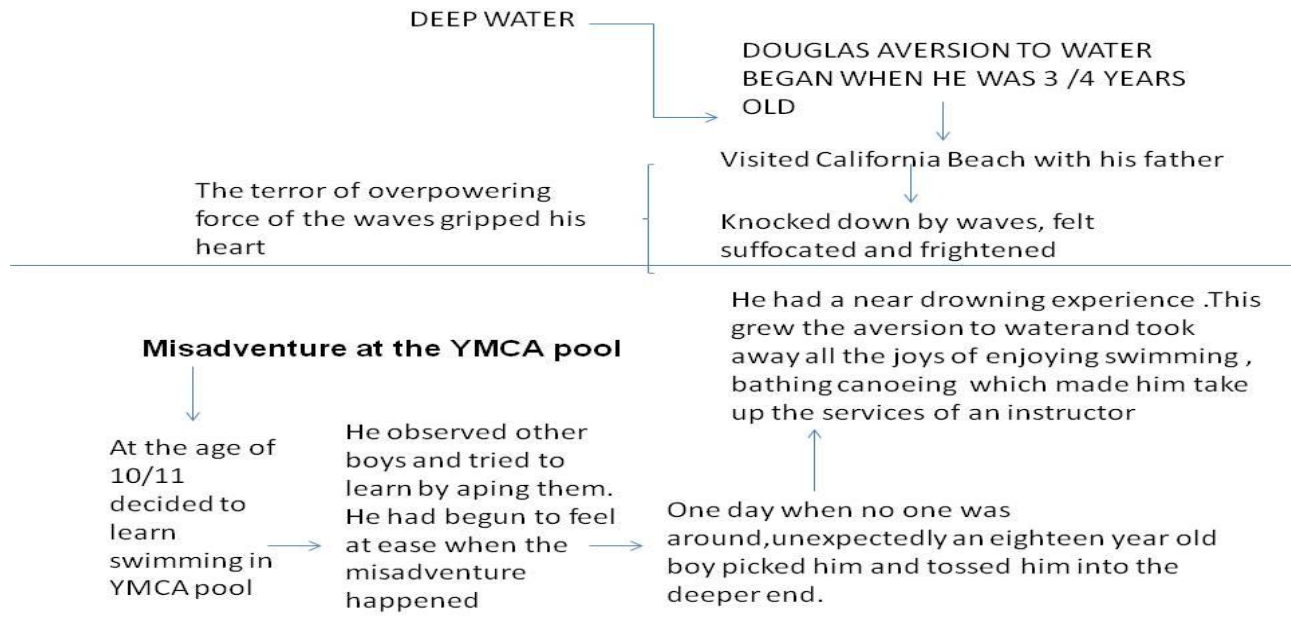 DEEP WATER
DOUGLAS AVERSION TO WATER
BEGAN WHEN HE WAS 3 /4 YEARS
OLD
Visited California Beach with his father
Knocked down by waves, felt
suffocated and frightened
The terror of overpowering
force of the waves gripped his
heart
Misadventure at the YMCA pool
At the age of
10/11
decided to
learn
swimming in
YMCA pool
He observed other
boys and tried to
learn by aping them.
He had begun to feel
at ease when the
misadventure
happened
One day when no one was
around,unexpectedly an eighteen year old
boy picked him and tossed him into the
deeper end.
He had a near drowning experience .This
grew the aversion to waterand took
away all the joys of enjoying swimming ,
bathing canoeing which made him take
up the services of an instructor